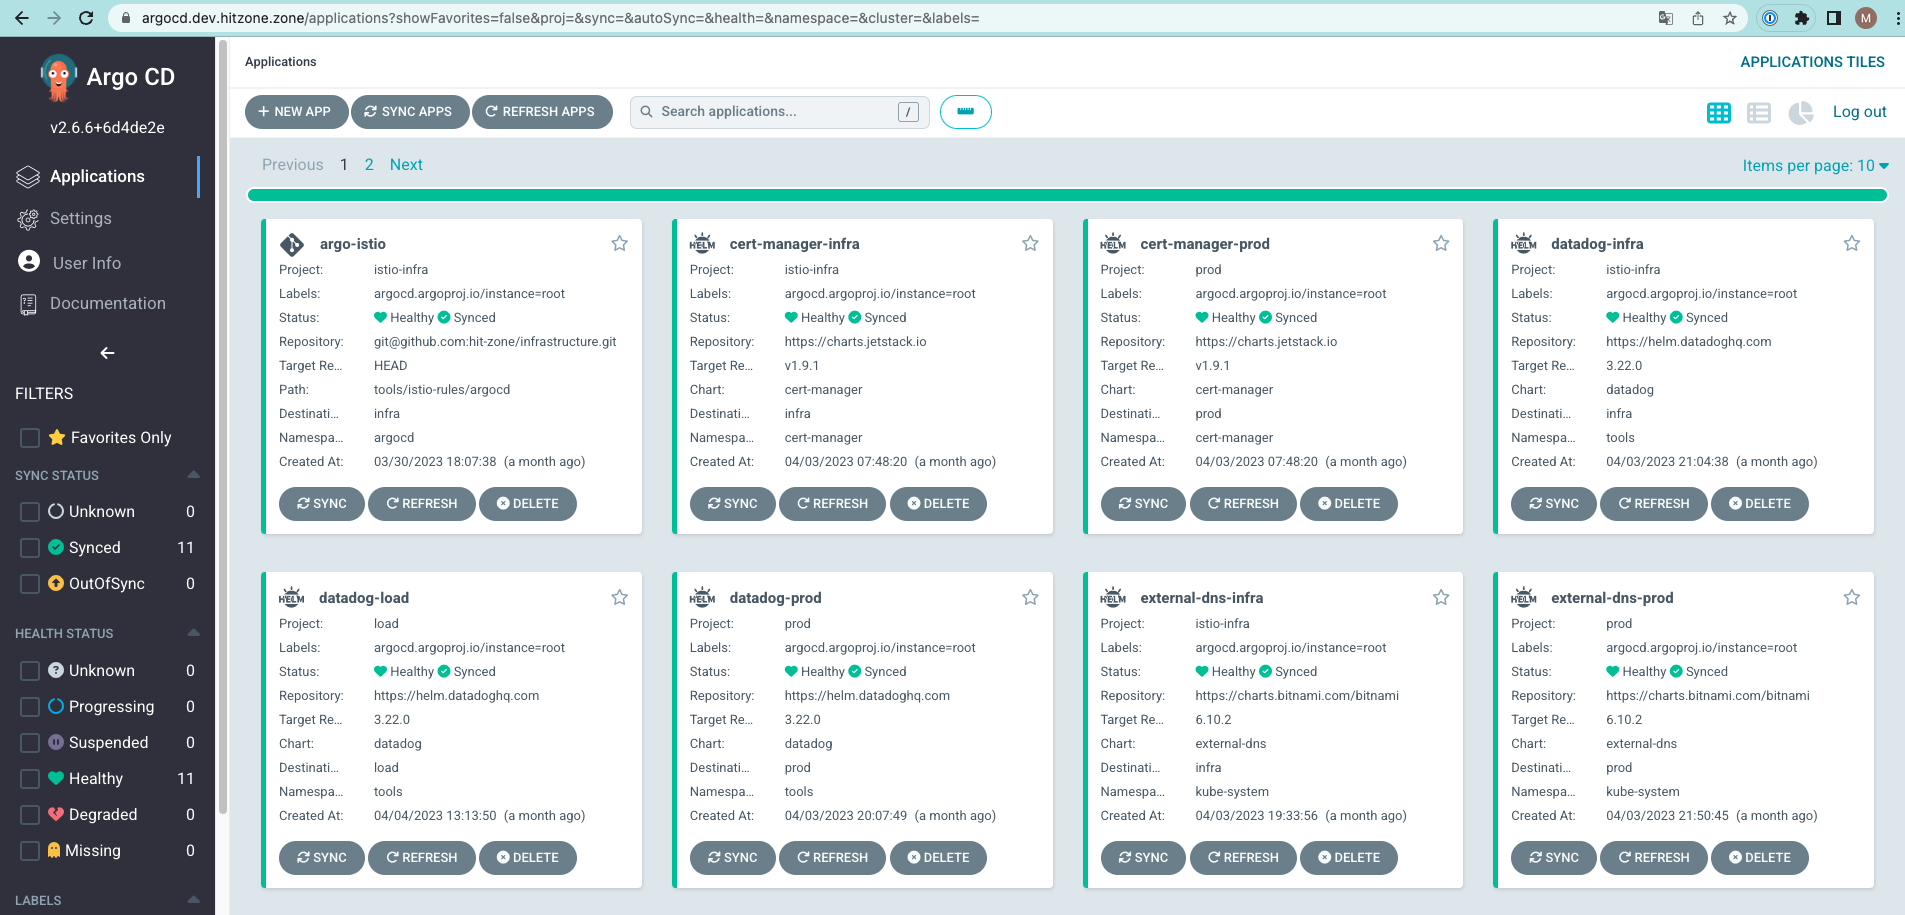 argocd.dev.hitzone.zone/applications?showFavorites=false&proj=&sync=&autoSync=&health=&namespace=&cluster=&labels=
M
Argo CD
v2.6.6+6d4de2e
Applications
Settings
User Info
Documentation
FILTERS
Favorites Only
SYNC STATUS
Unknown 0
Synced 11
OutOfSync 0
HEALTH STATUS
Unknown 0
Progressing 0
Suspended 0
Healthy 11
Degraded 0
Missing 0
LABELS
Applications
APPLICATIONS TILES
+ NEW APP
SYNC APPS
REFRESH APPS
Search applications...
/
Log out
Previous 1 2 Next
Items per page: 10
argo-istio
Project: istio-infra
Labels: argocd.argoproj.io/instance=root
Status: Healthy Synced
Repository: git@github.com:hit-zone/infrastructure.git
Target Re... HEAD
Path: tools/istio-rules/argocd
Destinati... infra
Namespa... argocd
Created At: 03/30/2023 18:07:38 (a month ago)
SYNC REFRESH DELETE
HELM cert-manager-infra
Project: istio-infra
Labels: argocd.argoproj.io/instance=root
Status: Healthy Synced
Repository: https://charts.jetstack.io
Target Re... v1.9.1
Chart: cert-manager
Destinati... infra
Namespa... cert-manager
Created At: 04/03/2023 07:48:20 (a month ago)
SYNC REFRESH DELETE
HELM cert-manager-prod
Project: prod
Labels: argocd.argoproj.io/instance=root
Status: Healthy Synced
Repository: https://charts.jetstack.io
Target Re... v1.9.1
Chart: cert-manager
Destinati... prod
Namespa... cert-manager
Created At: 04/03/2023 07:48:20 (a month ago)
SYNC REFRESH DELETE
HELM datadog-infra
Project: istio-infra
Labels: argocd.argoproj.io/instance=root
Status: Healthy Synced
Repository: https://helm.datadoghq.com
Target Re... 3.22.0
Chart: datadog
Destinati... infra
Namespa... tools
Created At: 04/03/2023 21:04:38 (a month ago)
SYNC REFRESH DELETE
HELM datadog-load
Project: load
Labels: argocd.argoproj.io/instance=root
Status: Healthy Synced
Repository: https://helm.datadoghq.com
Target Re... 3.22.0
Chart: datadog
Destinati... load
Namespa... tools
Created At: 04/04/2023 13:13:50 (a month ago)
SYNC REFRESH DELETE
HELM datadog-prod
Project: prod
Labels: argocd.argoproj.io/instance=root
Status: Healthy Synced
Repository: https://helm.datadoghq.com
Target Re... 3.22.0
Chart: datadog
Destinati... prod
Namespa... tools
Created At: 04/03/2023 20:07:49 (a month ago)
SYNC REFRESH DELETE
HELM external-dns-infra
Project: istio-infra
Labels: argocd.argoproj.io/instance=root
Status: Healthy Synced
Repository: https://charts.bitnami.com/bitnami
Target Re... 6.10.2
Chart: external-dns
Destinati... infra
Namespa... kube-system
Created At: 04/03/2023 19:33:56 (a month ago)
SYNC REFRESH DELETE
HELM external-dns-prod
Project: prod
Labels: argocd.argoproj.io/instance=root
Status: Healthy Synced
Repository: https://charts.bitnami.com/bitnami
Target Re... 6.10.2
Chart: external-dns
Destinati... prod
Namespa... kube-system
Created At: 04/03/2023 21:50:45 (a month ago)
SYNC REFRESH DELETE